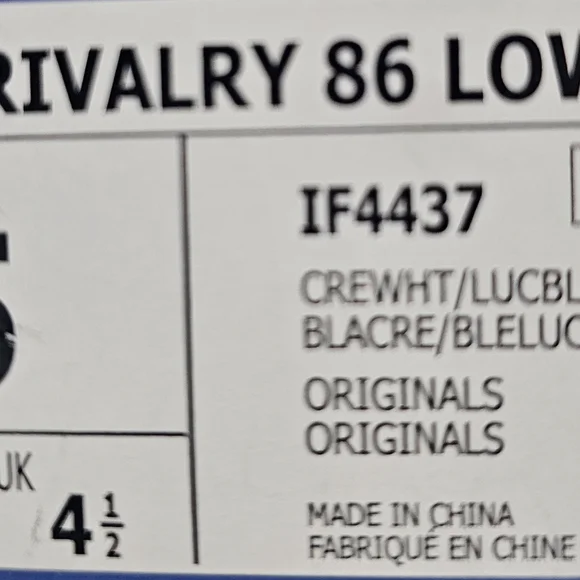 RIVALRY 86 LOW
IF4437
CREWHT/LUCBL
BLACRE/BLELUC
ORIGINALS
ORIGINALS
UK
4 1/2
MADE IN CHINA
FABRIQUÉ EN CHINE